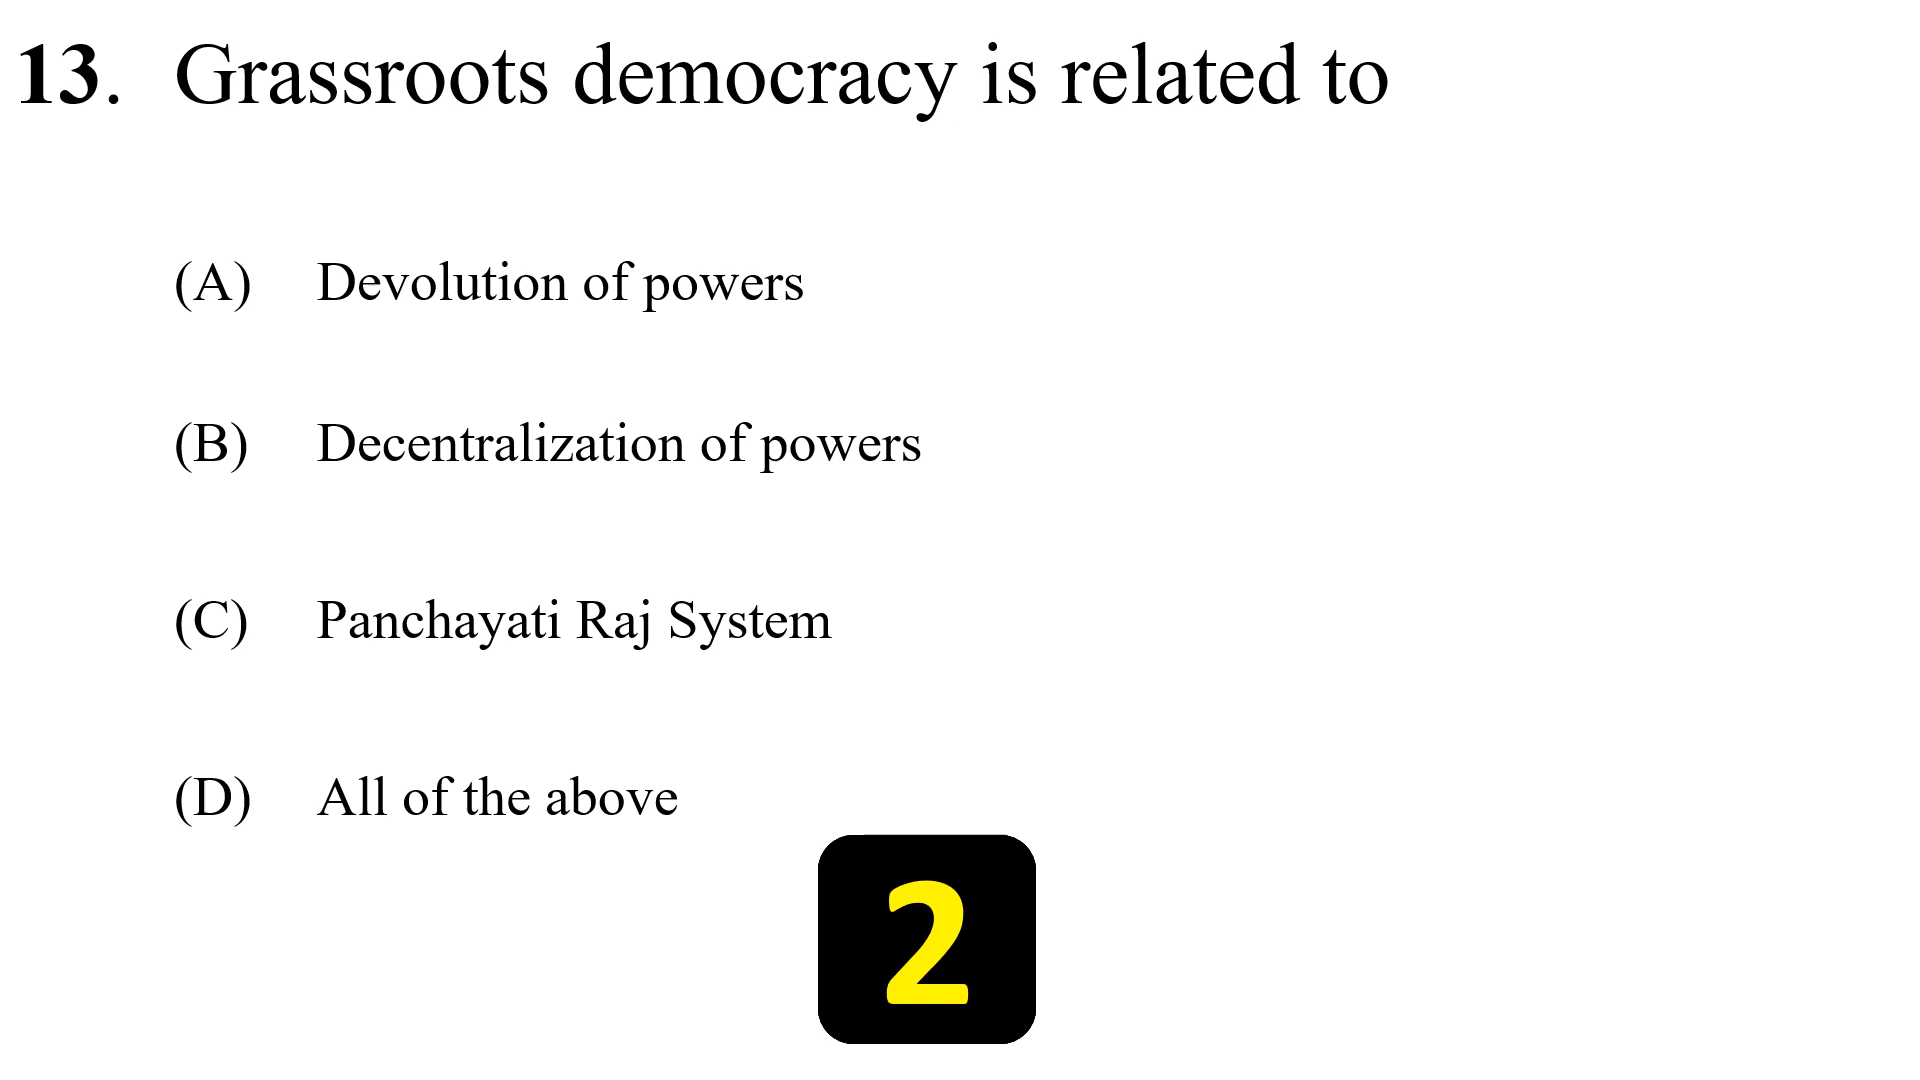 13. Grassroots democracy is related to
(A) Devolution of powers
(B) Decentralization of powers
(C) Panchayati Raj System
(D) All of the above
2